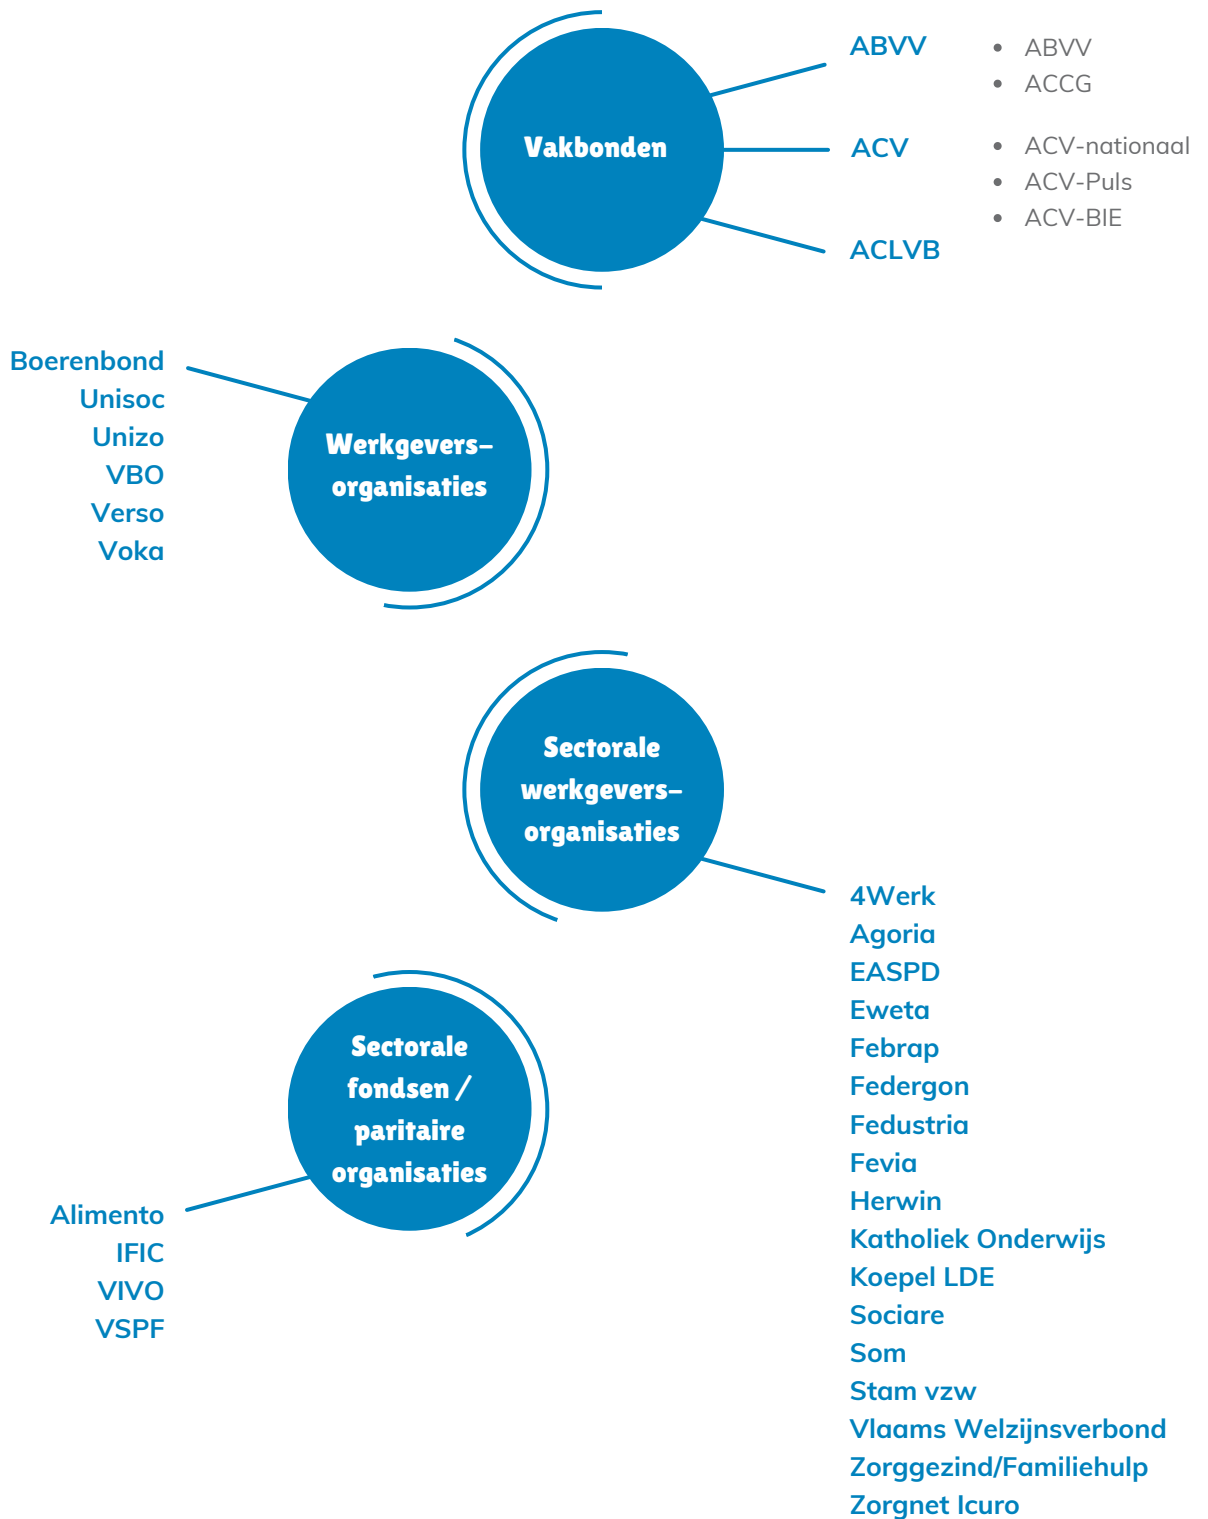 Vakbonden
ABVV
• ABVV
• ACCG
ACV
• ACV-nationaal
• ACV-Puls
• ACV-BIE
ACLVB
Werkgevers-
organisaties
Boerenbond
Unisoc
Unizo
VBO
Verso
Voka
Sectorale
werkgevers-
organisaties
4Werk
Agoria
EASPD
Eweta
Febrap
Federgon
Fedustria
Fevia
Herwin
Katholiek Onderwijs
Koepel LDE
Sociare
Som
Stam vzw
Vlaams Welzijnsverbond
Zorggezind/Familiehulp
Zorgnet Icuro
Sectorale
fondsen /
paritaire
organisaties
Alimento
IFIC
VIVO
VSPF